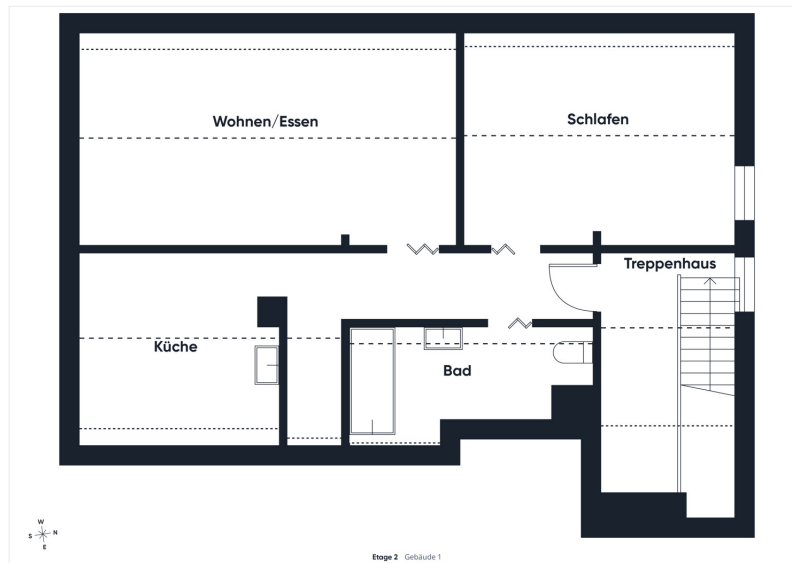 Wohnen/Essen
Schlafen
Treppenhaus
Küche
Bad
W
S N
E
Etage 2 Gebäude 1